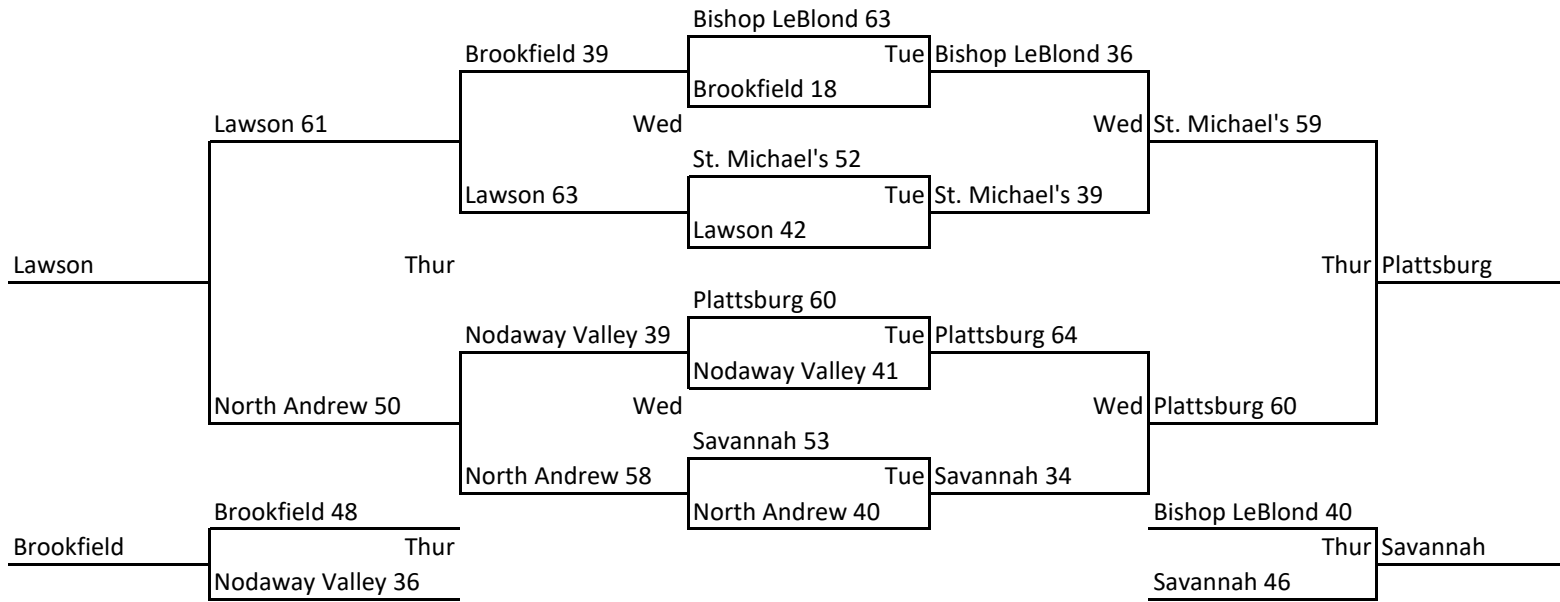 Bishop LeBlond 63
Brookfield 39
Tue
Bishop LeBlond 36
Brookfield 18
Lawson 61
Wed
Wed
St. Michael's 59
St. Michael's 52
Lawson 63
Tue
St. Michael's 39
Lawson 42
Lawson
Thur
Thur
Plattsburg
Plattsburg 60
Nodaway Valley 39
Tue
Plattsburg 64
Nodaway Valley 41
North Andrew 50
Wed
Wed
Plattsburg 60
Savannah 53
North Andrew 58
Tue
Savannah 34
Brookfield 48
North Andrew 40
Bishop LeBlond 40
Brookfield
Thur
Thur
Savannah
Nodaway Valley 36
Savannah 46